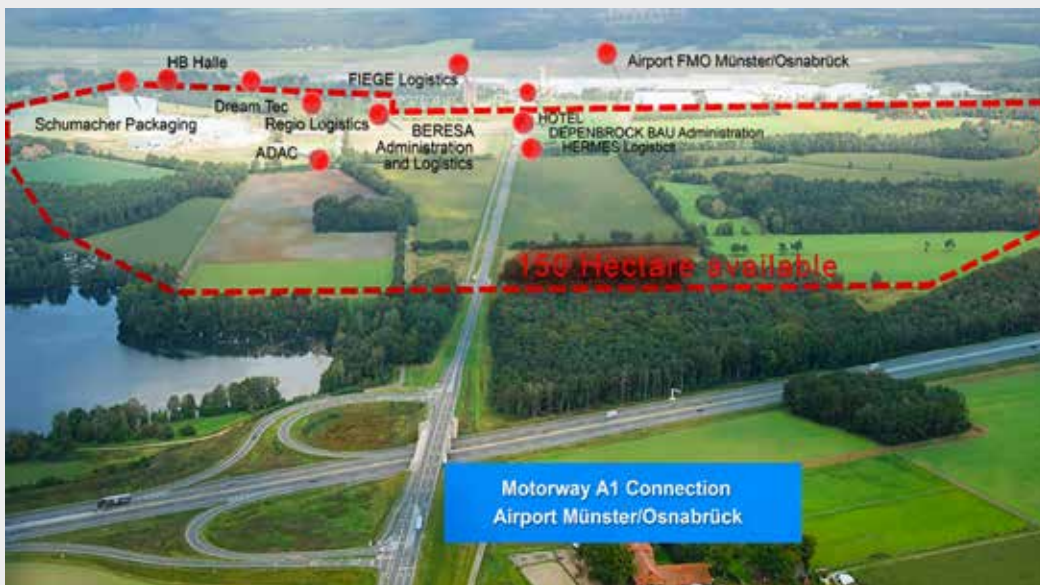 HB Halle
FIEGE Logistics
Airport FMO Münster/Osnabrück
Schumacher Packaging
Dream Tec
Regio Logistics
ADAC
BERESA
Administration
and Logistics
HOTEL
DEPENBROCK BAU Administration
HERMES Logistics
150 Hectare available
Motorway A1 Connection
Airport Münster/Osnabrück